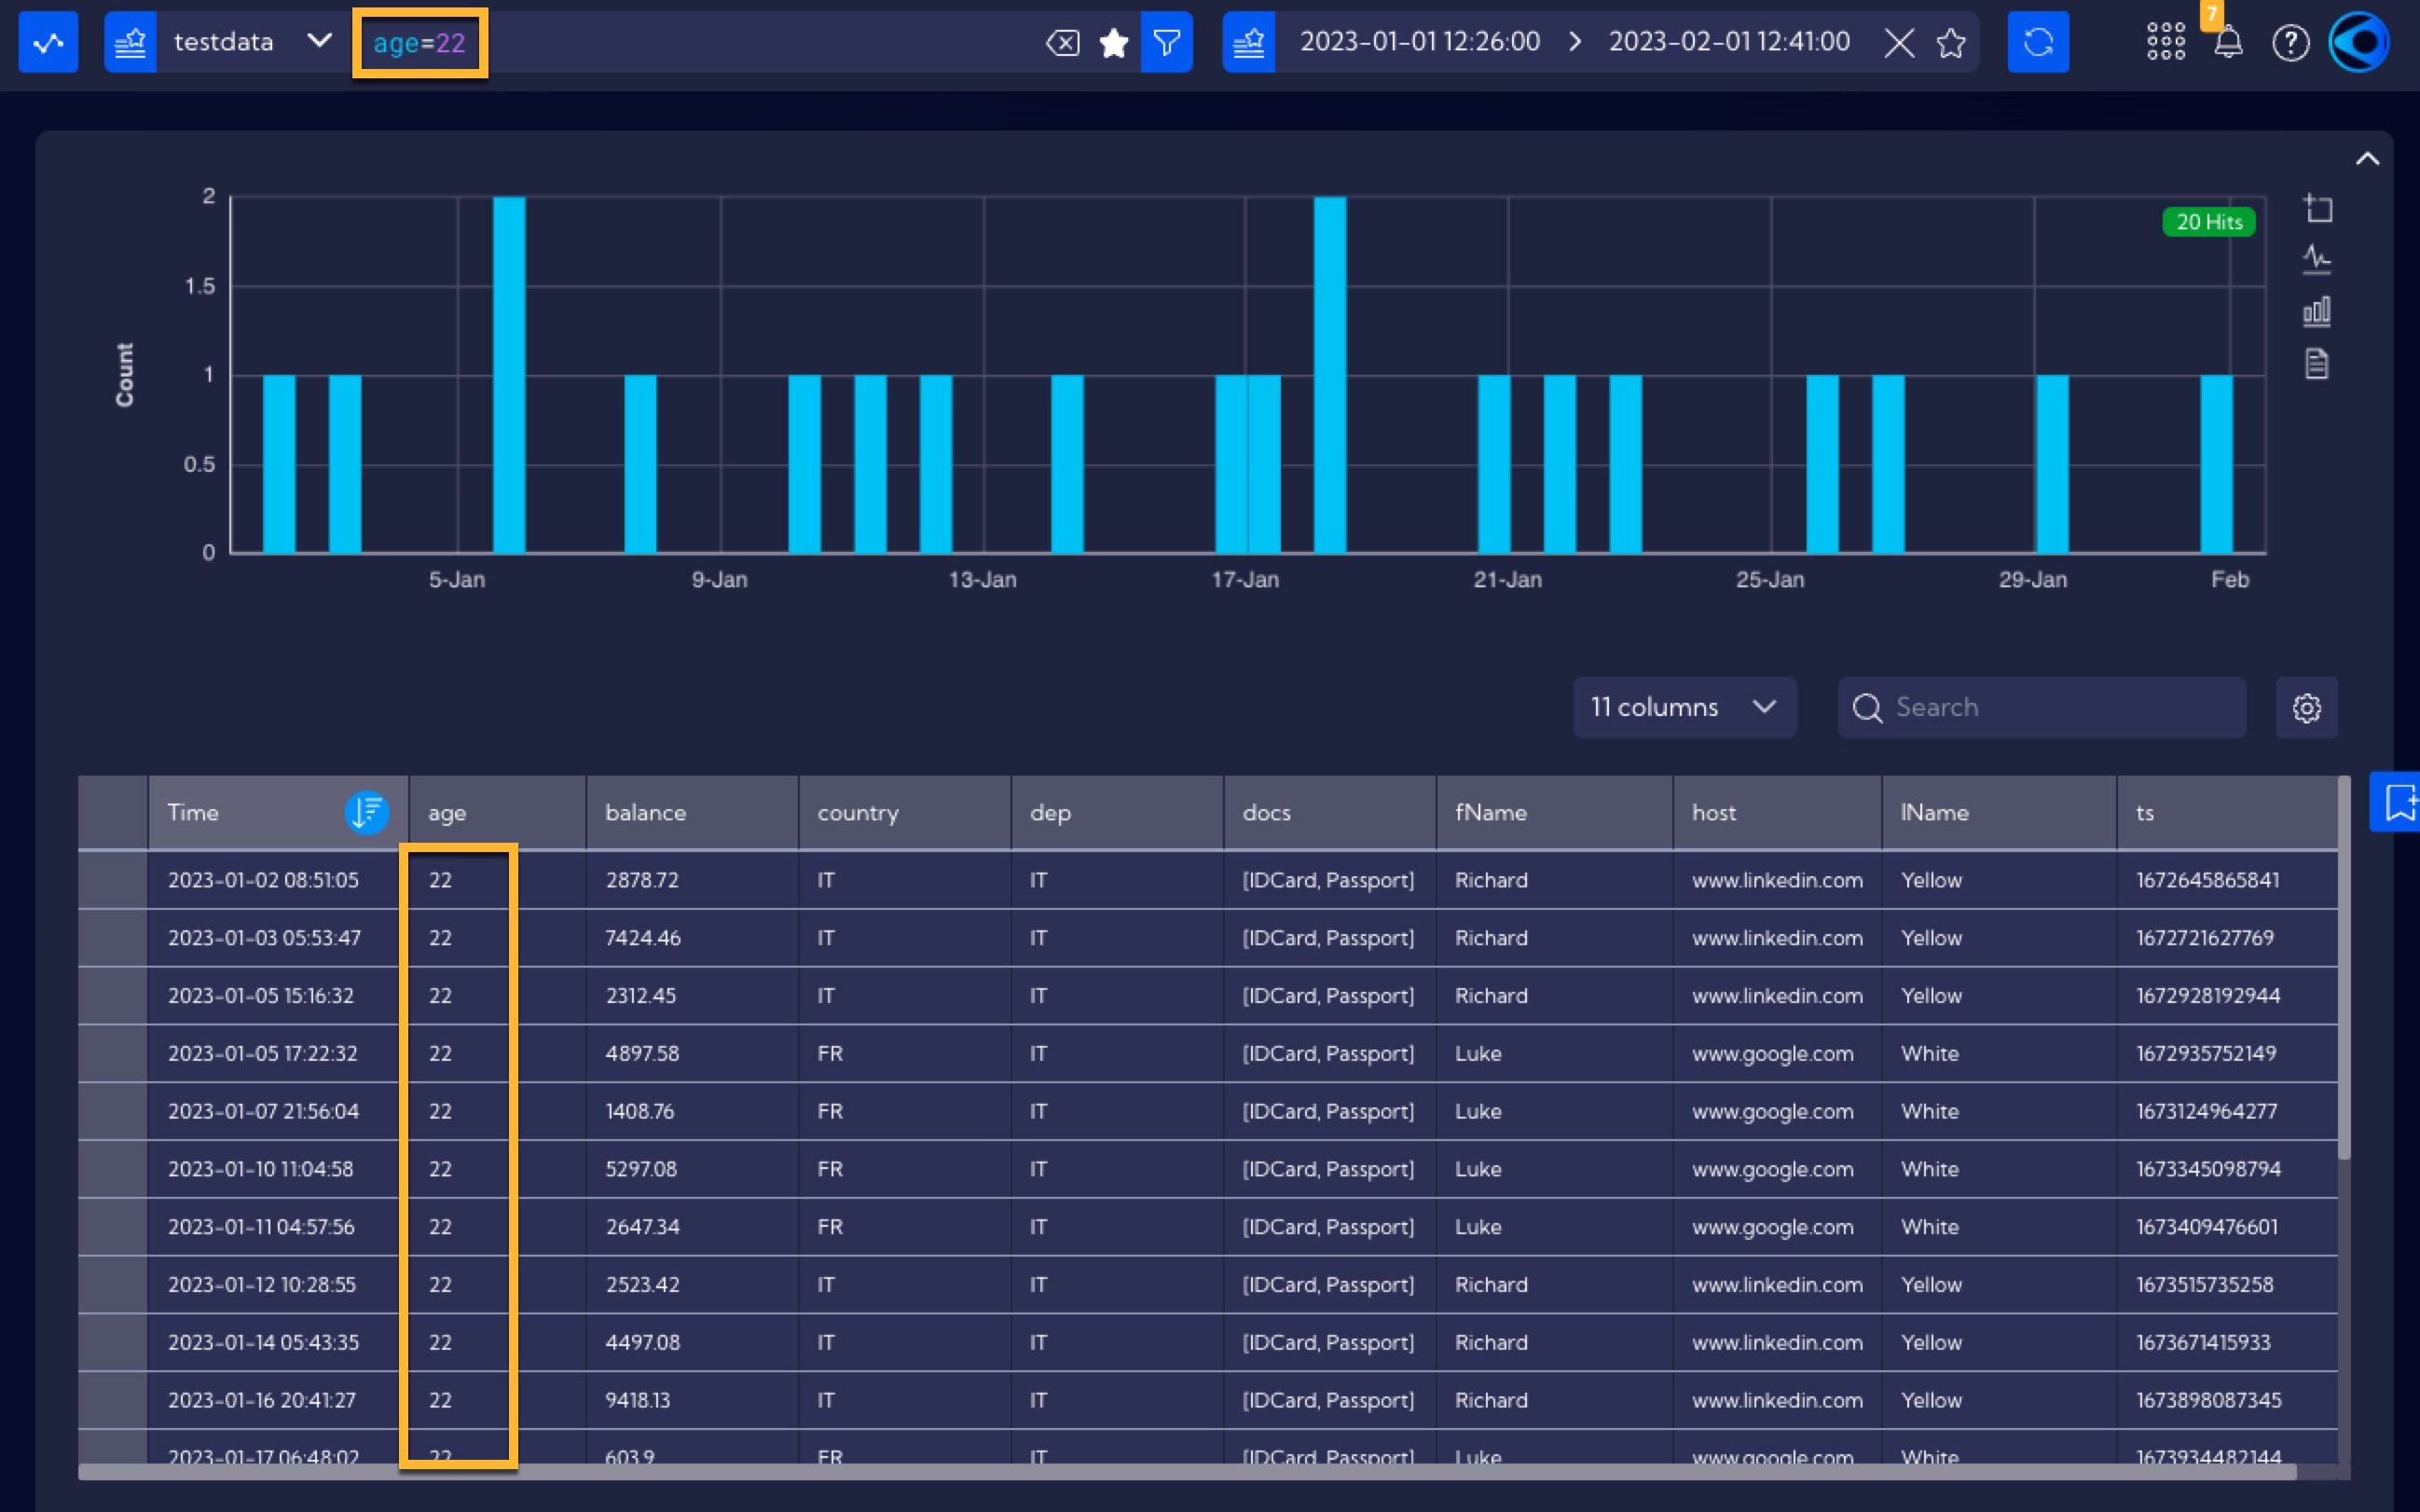 testdata age=22 2023-01-01 12:26:00 > 2023-02-01 12:41:00 7
20 Hits
2
1.5
1
0.5
0
Count
5-Jan 9-Jan 13-Jan 17-Jan 21-Jan 25-Jan 29-Jan Feb
11 columns Search
Time age balance country dep docs fName host lName ts
2023-01-02 08:51:05 22 2878.72 IT IT [IDCard, Passport] Richard www.linkedin.com Yellow 1672645865841
2023-01-03 05:53:47 22 7424.46 IT IT [IDCard, Passport] Richard www.linkedin.com Yellow 1672721627769
2023-01-05 15:16:32 22 2312.45 IT IT [IDCard, Passport] Richard www.linkedin.com Yellow 1672928192944
2023-01-05 17:22:32 22 4897.58 FR IT [IDCard, Passport] Luke www.google.com White 1672935752149
2023-01-07 21:56:04 22 1408.76 FR IT [IDCard, Passport] Luke www.google.com White 1673124964277
2023-01-10 11:04:58 22 5297.08 FR IT [IDCard, Passport] Luke www.google.com White 1673345098794
2023-01-11 04:57:56 22 2647.34 FR IT [IDCard, Passport] Luke www.google.com White 1673409476601
2023-01-12 10:28:55 22 2523.42 IT IT [IDCard, Passport] Richard www.linkedin.com Yellow 1673515735258
2023-01-14 05:43:35 22 4497.08 IT IT [IDCard, Passport] Richard www.linkedin.com Yellow 1673671415933
2023-01-16 20:41:27 22 9418.13 IT IT [IDCard, Passport] Richard www.linkedin.com Yellow 1673898087345
2023-01-17 06:48:02 22 603.9 FR IT [IDCard, Passport] Luke www.google.com White 1673934482144